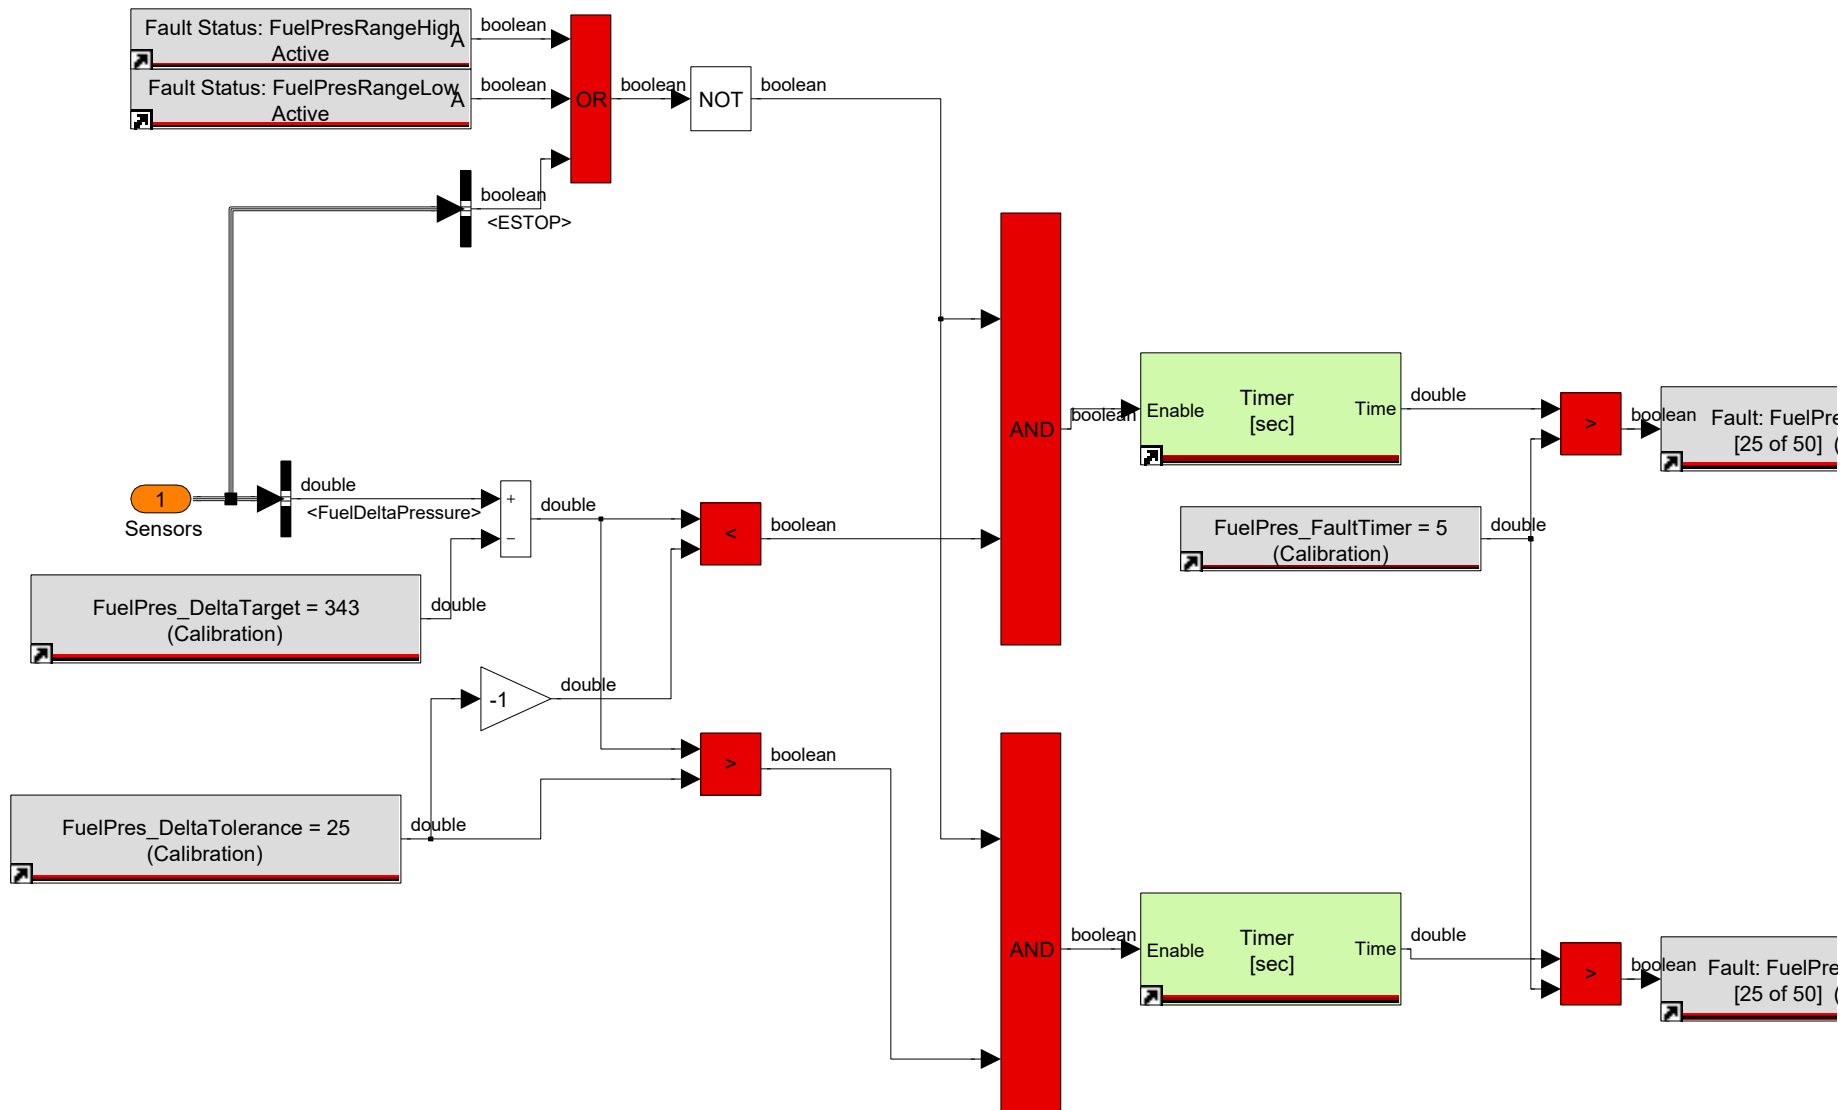 Fault Status: FuelPresRangeHigh
Active
A
boolean
Fault Status: FuelPresRangeLow
Active
A
boolean
OR
boolean
NOT
boolean
boolean
<ESTOP>
1
Sensors
double
<FuelDeltaPressure>
+
−
double
FuelPres_DeltaTarget = 343
(Calibration)
double
-1
double
<
boolean
>
boolean
FuelPres_DeltaTolerance = 25
(Calibration)
double
AND
boolean
Enable
Timer
[sec]
Time
double
>
boolean
Fault: FuelPre
[25 of 50] (
FuelPres_FaultTimer = 5
(Calibration)
double
AND
boolean
Enable
Timer
[sec]
Time
double
>
boolean
Fault: FuelPre
[25 of 50] (